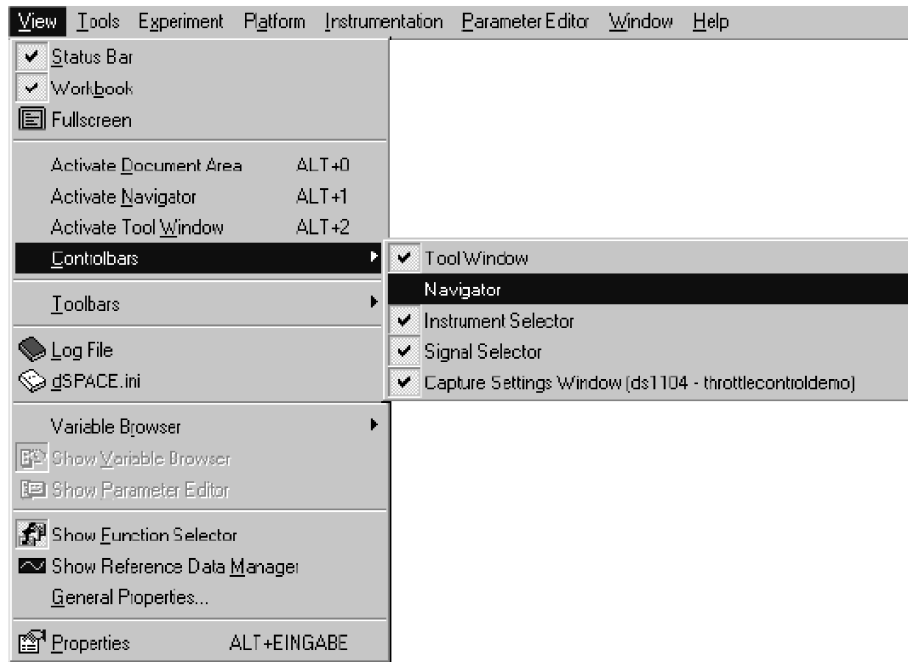 View Tools Experiment Platform Instrumentation Parameter Editor Window Help
Status Bar
Workbook
Fullscreen
Activate Document Area ALT+0
Activate Navigator ALT+1
Activate Tool Window ALT+2
Controlbars
Tool Window
Navigator
Instrument Selector
Signal Selector
Capture Settings Window (ds1104 - throttlecontroldemo)
Toolbars
Log File
dSPACE.ini
Variable Browser
Show Variable Browser
Show Parameter Editor
Show Function Selector
Show Reference Data Manager
General Properties...
Properties ALT+EINGABE